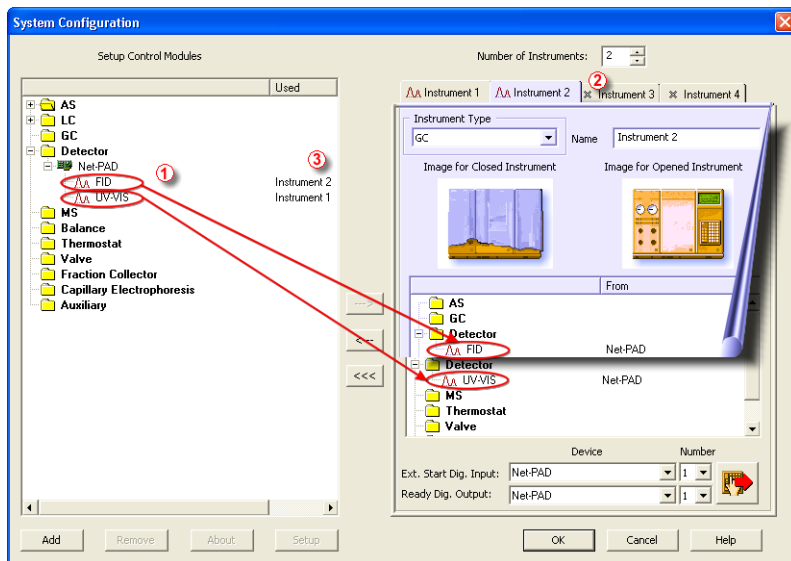 System Configuration
Setup Control Modules
Number of Instruments: 2
Used
AS
LC
GC
Detector
Net-PAD
FID Instrument 2
UV-VIS Instrument 1
MS
Balance
Thermostat
Valve
Fraction Collector
Capillary Electrophoresis
Auxiliary
1
3
--->
<---
<<<
Instrument 1 Instrument 2 Instrument 3 Instrument 4
2
Instrument Type
GC Name Instrument 2
Image for Closed Instrument Image for Opened Instrument
From
AS
GC
Detector
FID Net-PAD
Detector
UV-VIS Net-PAD
MS
Thermostat
Valve
Device Number
Ext. Start Dig. Input: Net-PAD 1
Ready Dig. Output: Net-PAD 1
Add Remove About Setup OK Cancel Help